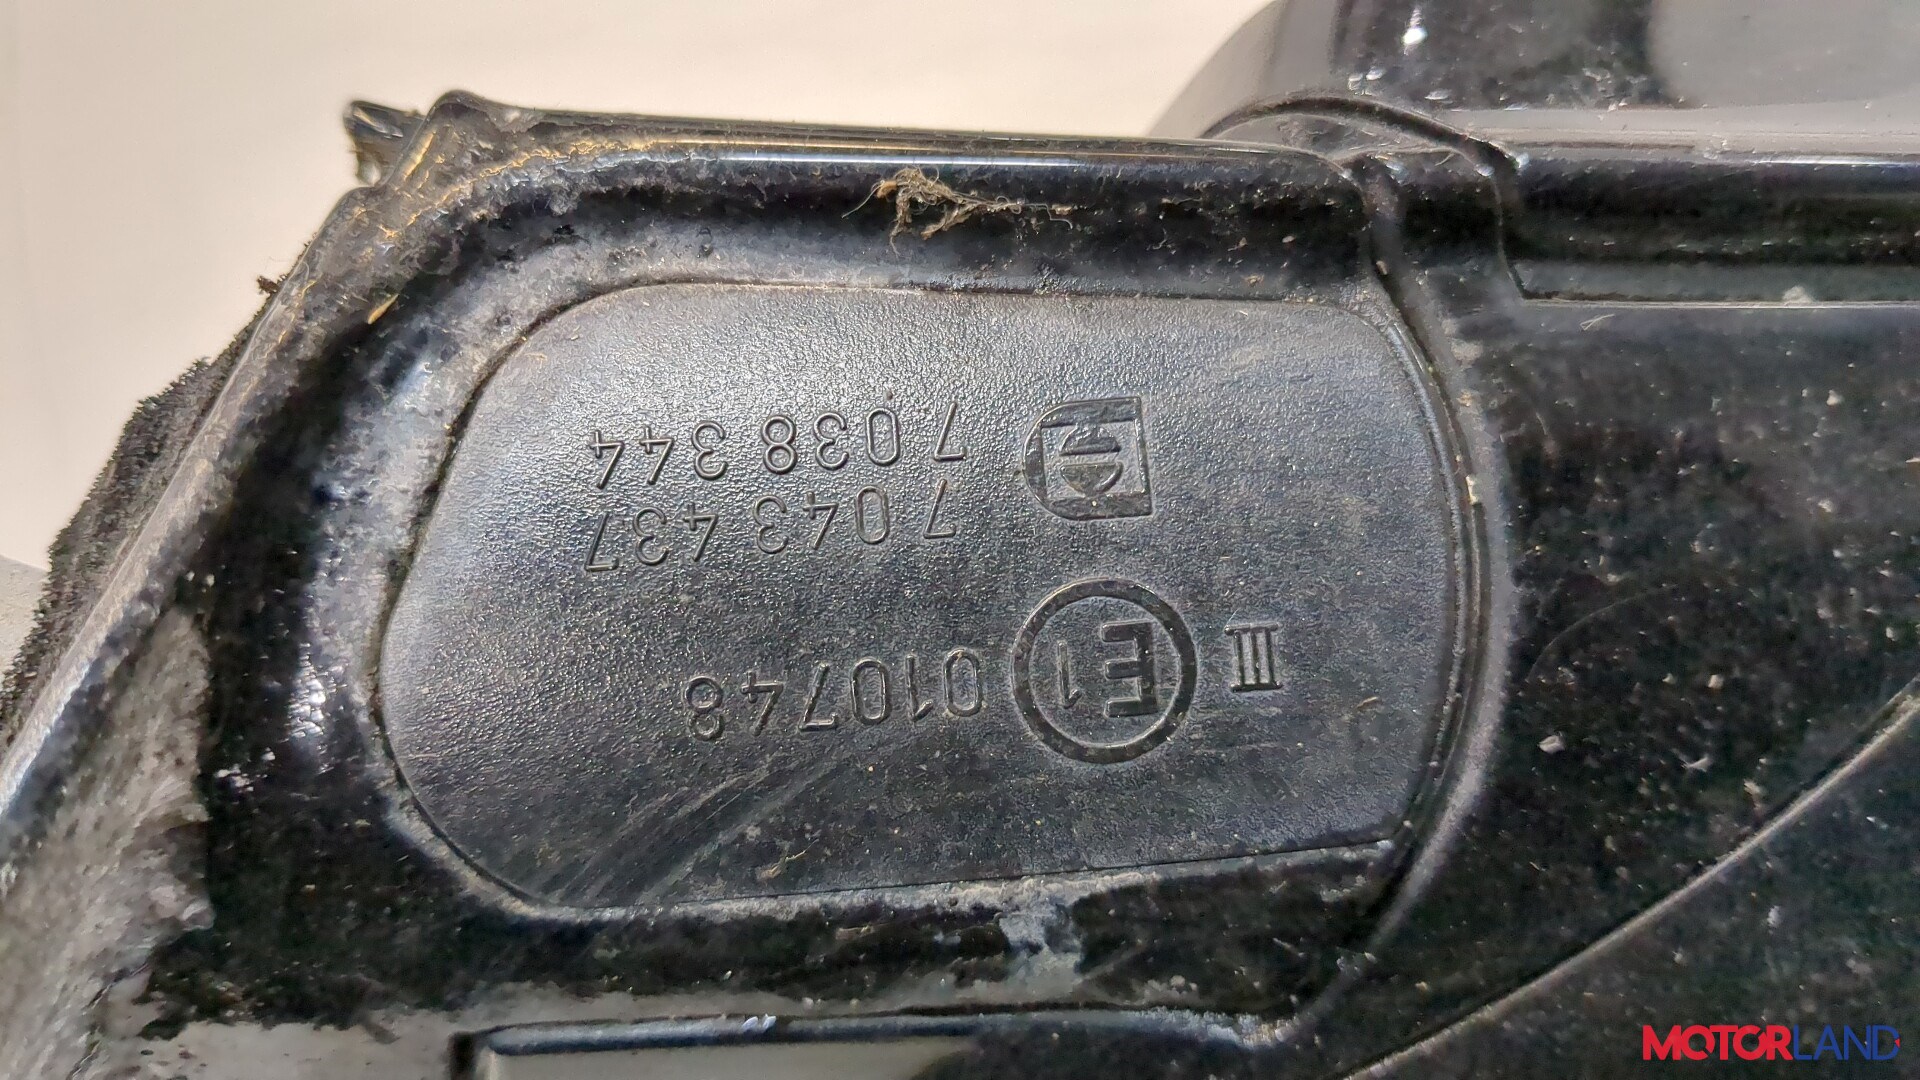 III E1 010748
7 043 437
7 038 344
MOTORLAND